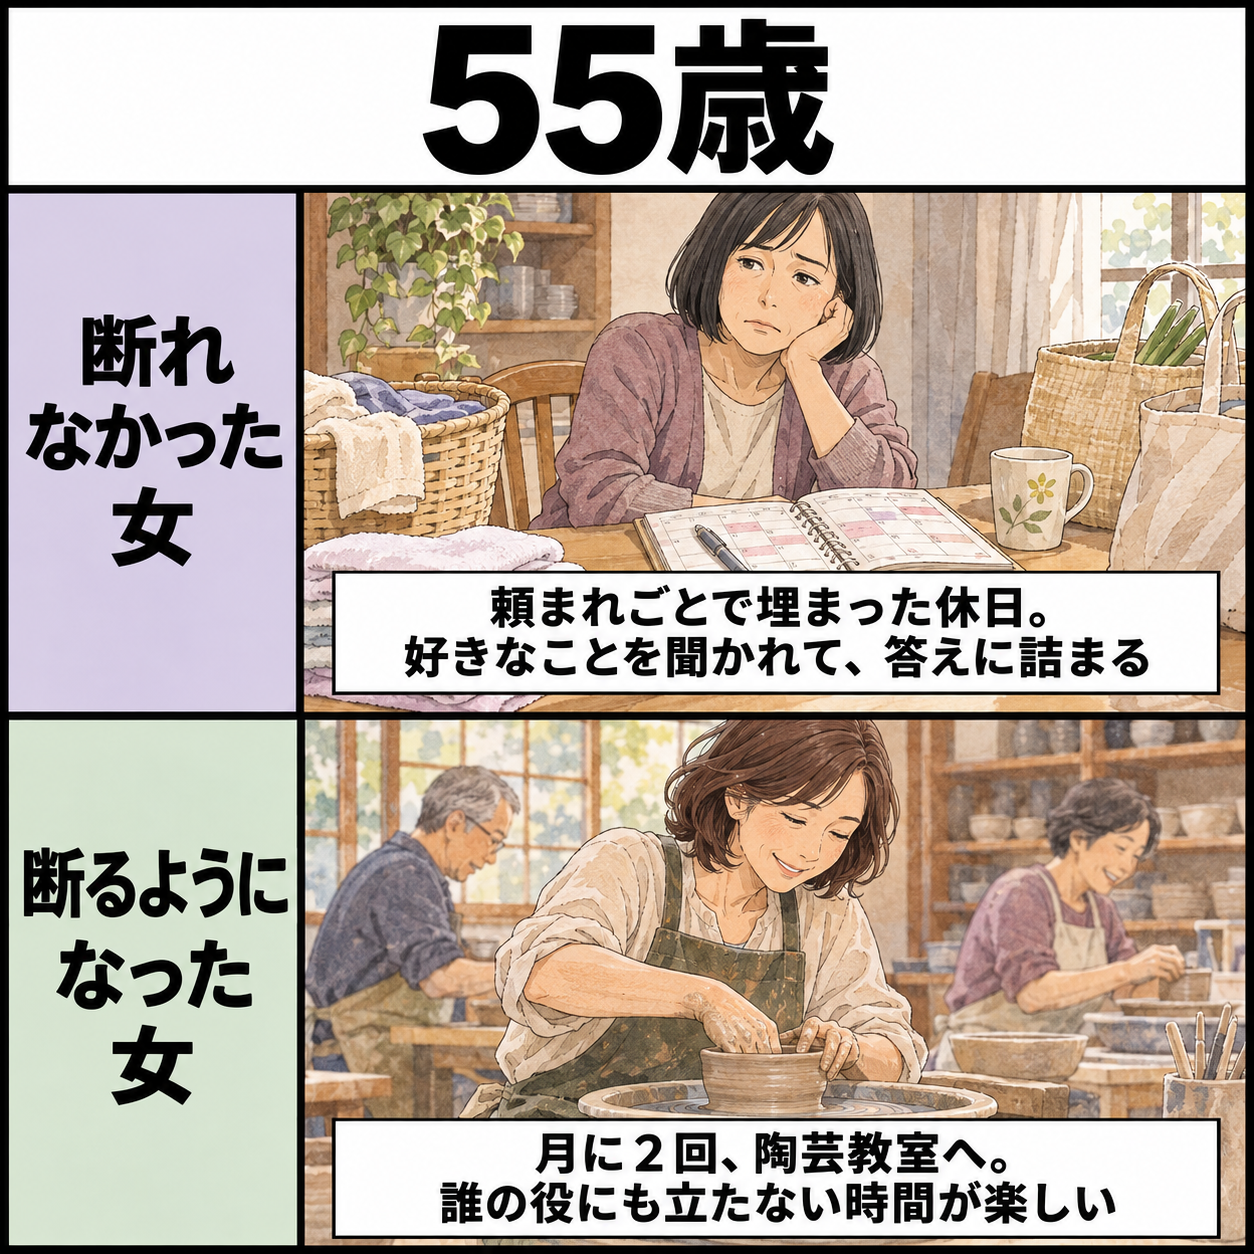 55歳
断れ
なかった
女
頼まれごとで埋まった休日。
好きなことを聞かれて、答えに詰まる
断るように
なった
女
月に２回、陶芸教室へ。
誰の役にも立たない時間が楽しい